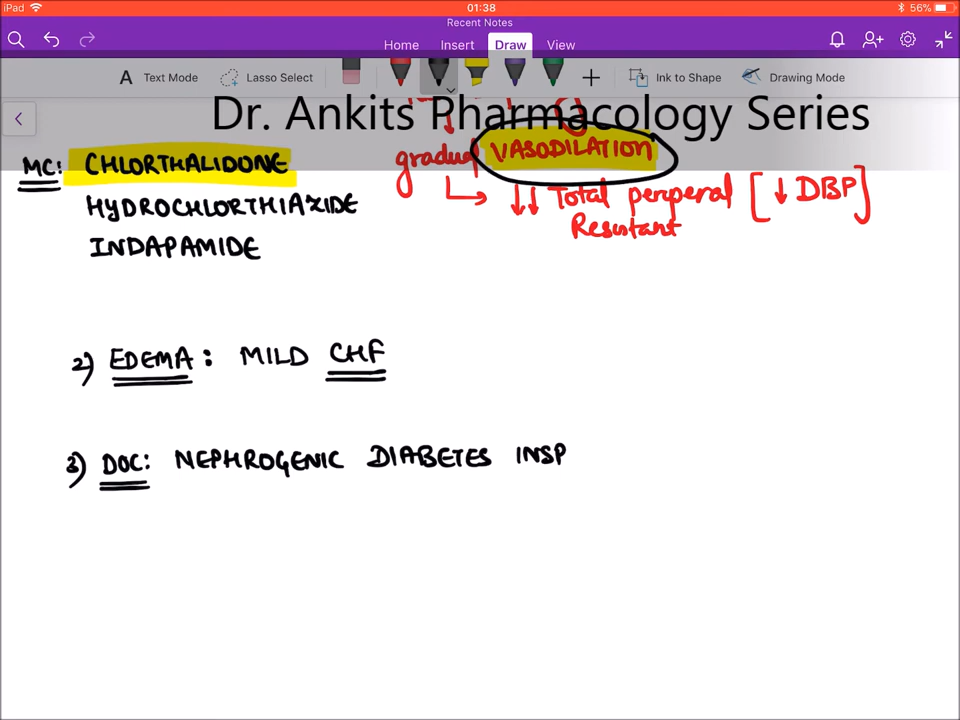 iPad 01:38 56%
Recent Notes
Home Insert Draw View
A Text Mode Lasso Select Ink to Shape Drawing Mode
Dr. Ankits Pharmacology Series
gradual VASODILATION
MC: CHLORTHALIDONE
↓↓ Total peryeral [↓ DBP]
HYDROCHLORTHIAZIDE
Resistant
INDAPAMIDE
2) EDEMA: MILD CHF
3) DOC: NEPHROGENIC DIABETES INSP